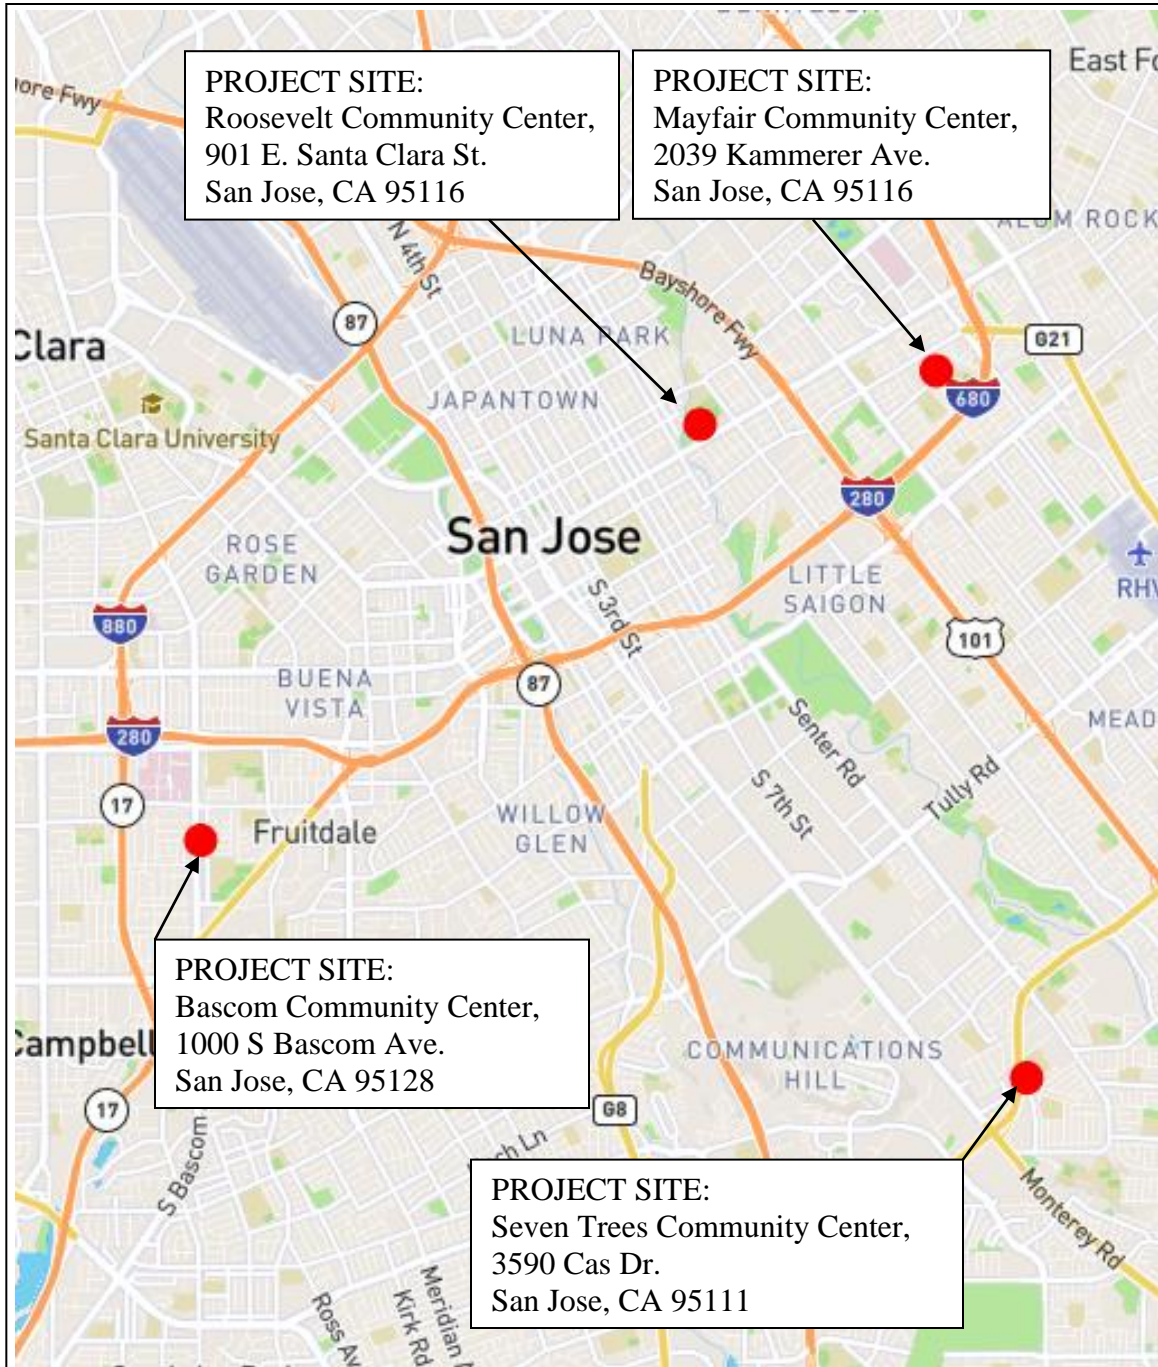 East Fo
ore Fwy
PROJECT SITE:
Roosevelt Community Center,
901 E. Santa Clara St.
San Jose, CA 95116
PROJECT SITE:
Mayfair Community Center,
2039 Kammerer Ave.
San Jose, CA 95116
ALUM ROCK
N 4th St
Bayshore Fwy
87
LUNA PARK
G21
Clara
JAPANTOWN
680
Santa Clara University
280
San Jose
ROSE
GARDEN
LITTLE
SAIGON
S 3rd St
RHV
880
101
BUENA
VISTA
87
280
MEAD
Senter Rd
Tully Rd
S 7th St
17
Fruitdale
WILLOW
GLEN
PROJECT SITE:
Bascom Community Center,
1000 S Bascom Ave.
San Jose, CA 95128
Campbell
COMMUNICATIONS
HILL
17
G8
S Bascom
ch Ln
PROJECT SITE:
Seven Trees Community Center,
3590 Cas Dr.
San Jose, CA 95111
Monterey Rd
Meridian
Kirk Rd
Ross Av